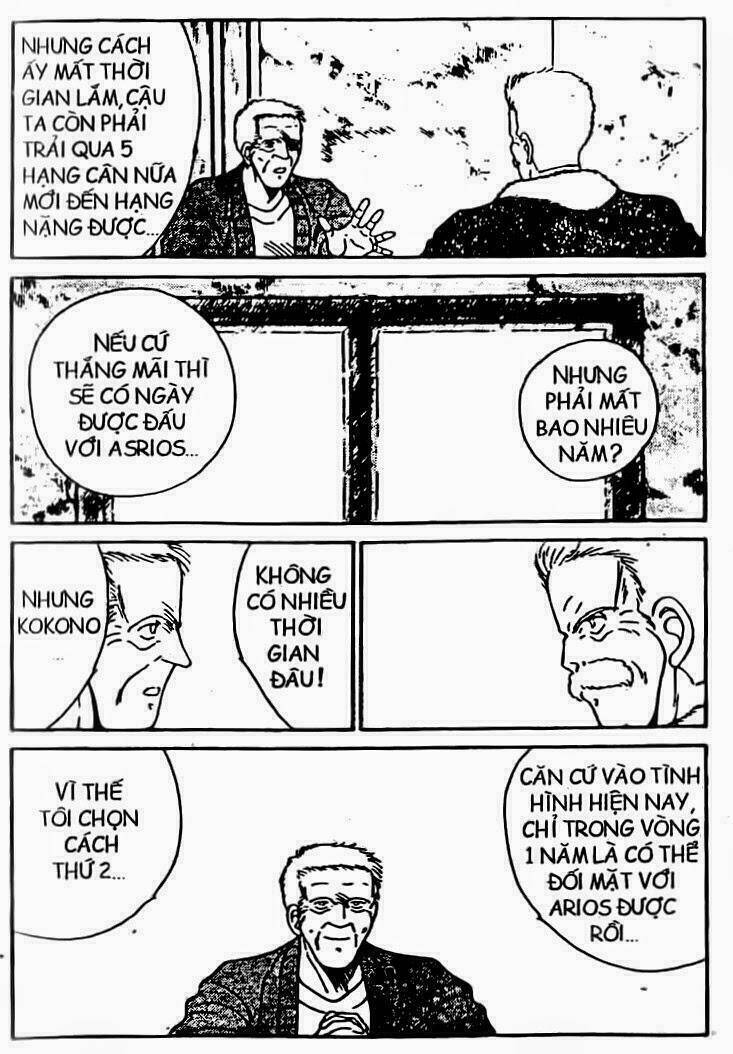 NHƯNG CÁCH
ẤY MẤT THỜI
GIAN LẮM, CẬU
TA CÒN PHẢI
TRẢI QUA 5
HẠNG CÂN NỮA
MỚI ĐẾN HẠNG
NẶNG ĐƯỢC...
NẾU CỨ
THẮNG MÃI THÌ
SẼ CÓ NGÀY
ĐƯỢC ĐẤU
VỚI ASRIOS...
NHƯNG
PHẢI MẤT
BAO NHIÊU
NĂM?
NHƯNG
KOKONO
KHÔNG
CÓ NHIỀU
THỜI
GIAN
ĐÂU!
VÌ THẾ
TÔI CHỌN
CÁCH
THỨ 2...
CĂN CỨ VÀO TÌNH
HÌNH HIỆN NAY,
CHỈ TRONG VÒNG
1 NĂM LÀ CÓ THỂ
ĐỐI MẶT VỚI
ARIOS ĐƯỢC
RỒI...